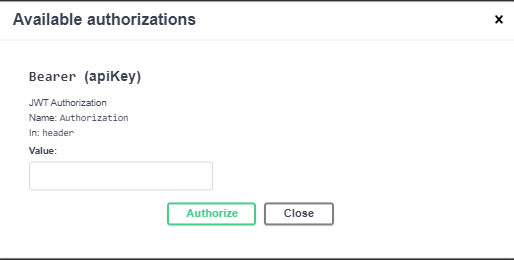 Available authorizations ×
Bearer (apiKey)
JWT Authorization
Name: Authorization
In: header
Value:
Authorize Close